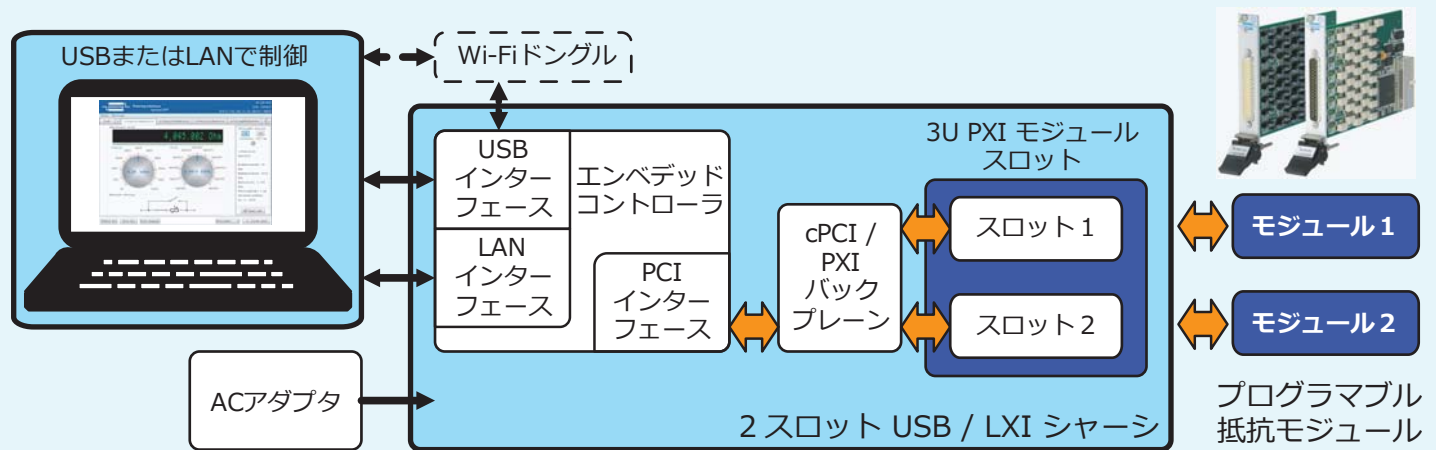 USBまたはLANで制御
4,045.002 Ohm
Wi-Fiドングル
USB
インター
フェース
エンベデッド
コントローラ
LAN
インター
フェース
PCI
インター
フェース
cPCI /
PXI
バック
プレーン
3U PXI モジュール
スロット
スロット1
スロット2
モジュール1
モジュール2
プログラマブル
抵抗モジュール
ACアダプタ
2 スロット USB / LXI シャーシ